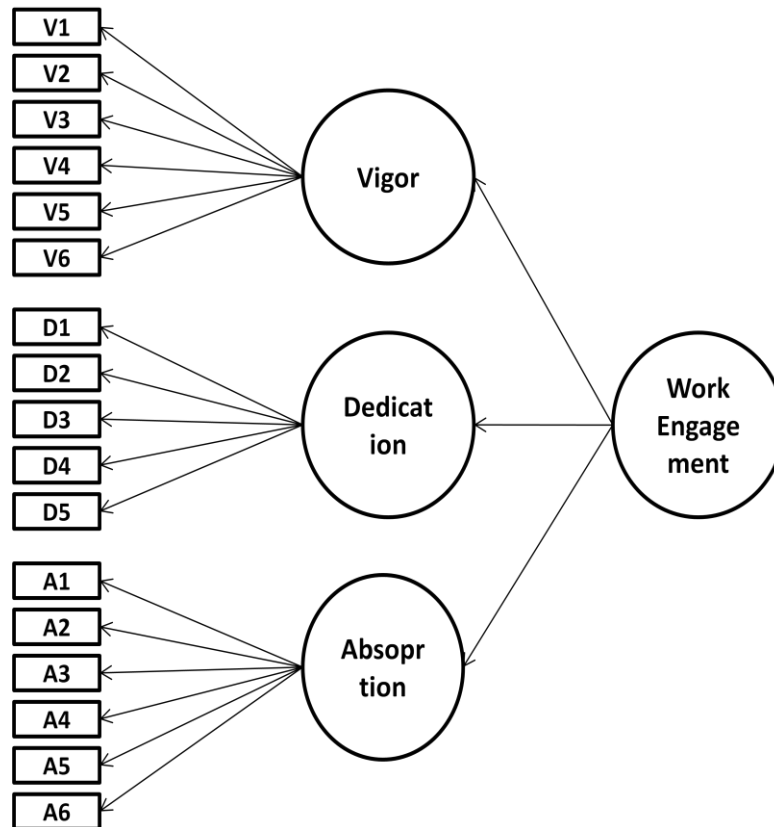 V1
V2
V3
V4
V5
V6
Vigor
D1
D2
D3
D4
D5
Dedicat
ion
Work
Engage
ment
A1
A2
A3
A4
A5
A6
Absopr
tion